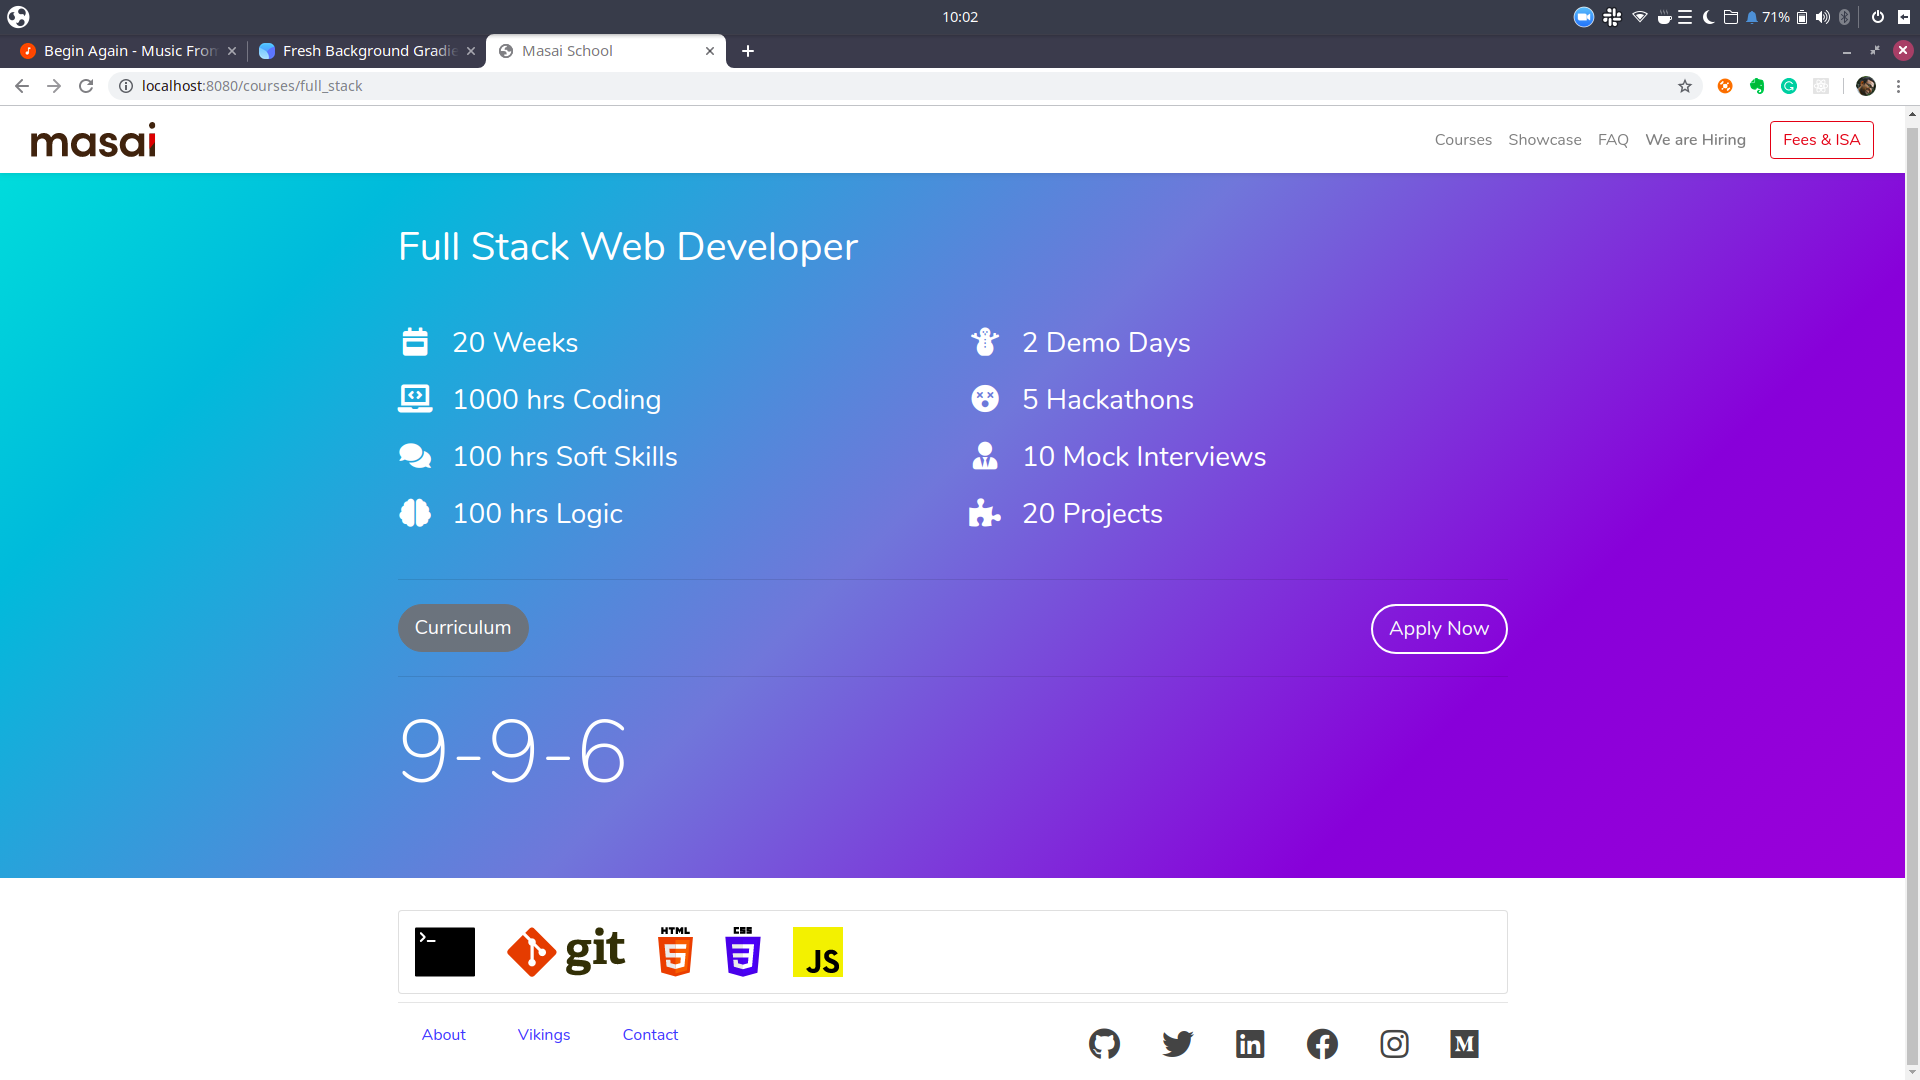 10:02
71%
Begin Again - Music From
Fresh Background Gradie
Masai School
localhost:8080/courses/full_stack
masai
Courses
Showcase
FAQ
We are Hiring
Fees & ISA
Full Stack Web Developer
20 Weeks
2 Demo Days
1000 hrs Coding
5 Hackathons
100 hrs Soft Skills
10 Mock Interviews
100 hrs Logic
20 Projects
Curriculum
Apply Now
9-9-6
>_
git
HTML
5
CSS
3
JS
About
Vikings
Contact
in
M